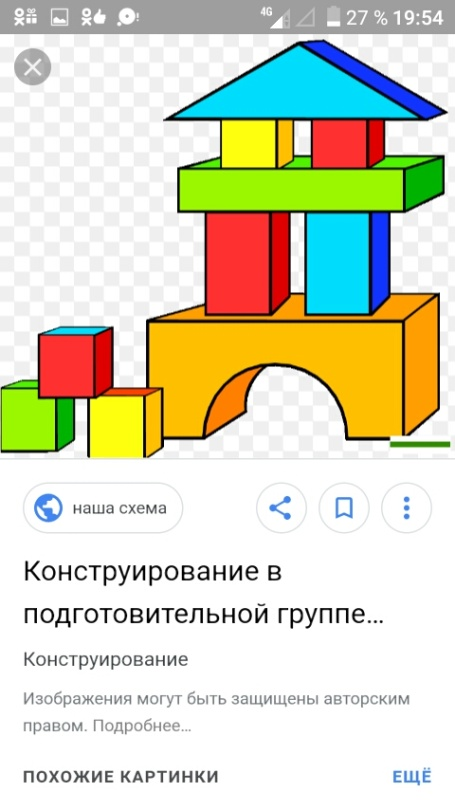 4G 27 % 19:54
наша схема
Конструирование в
подготовительной группе...
Конструирование
Изображения могут быть защищены авторским
правом. Подробнее...
ПОХОЖИЕ КАРТИНКИ ЕЩЁ